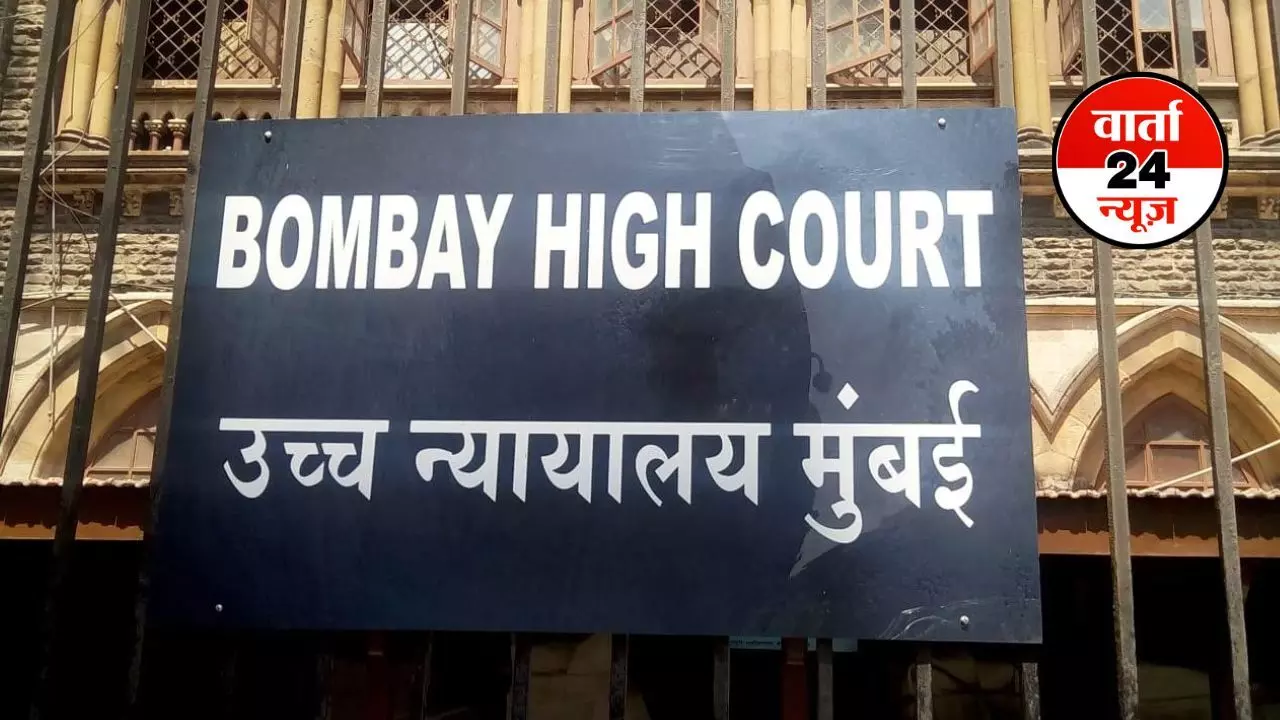 BOMBAY HIGH COURT
उच्च न्यायालय मुंबई
वार्ता
24
न्यूज़